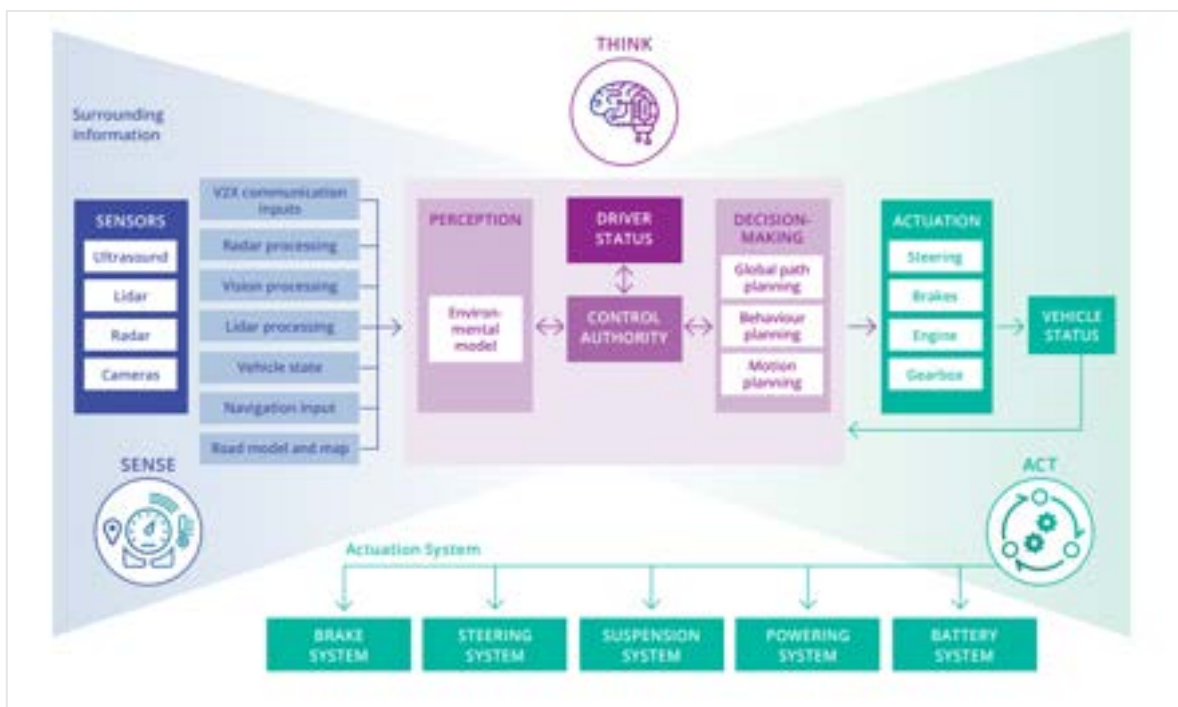 THINK
Surrounding
information
SENSORS
Ultrasound
Lidar
Radar
Cameras
V2X communication
inputs
Radar processing
Vision processing
Lidar processing
Vehicle state
Navigation input
Road model and map
PERCEPTION
Environ-
mental
model
DRIVER
STATUS
CONTROL
AUTHORITY
DECISION-
MAKING
Global path
planning
Behaviour
planning
Motion
planning
ACTUATION
Steering
Brakes
Engine
Gearbox
VEHICLE
STATUS
SENSE
ACT
Actuation System
BRAKE
SYSTEM
STEERING
SYSTEM
SUSPENSION
SYSTEM
POWERING
SYSTEM
BATTERY
SYSTEM